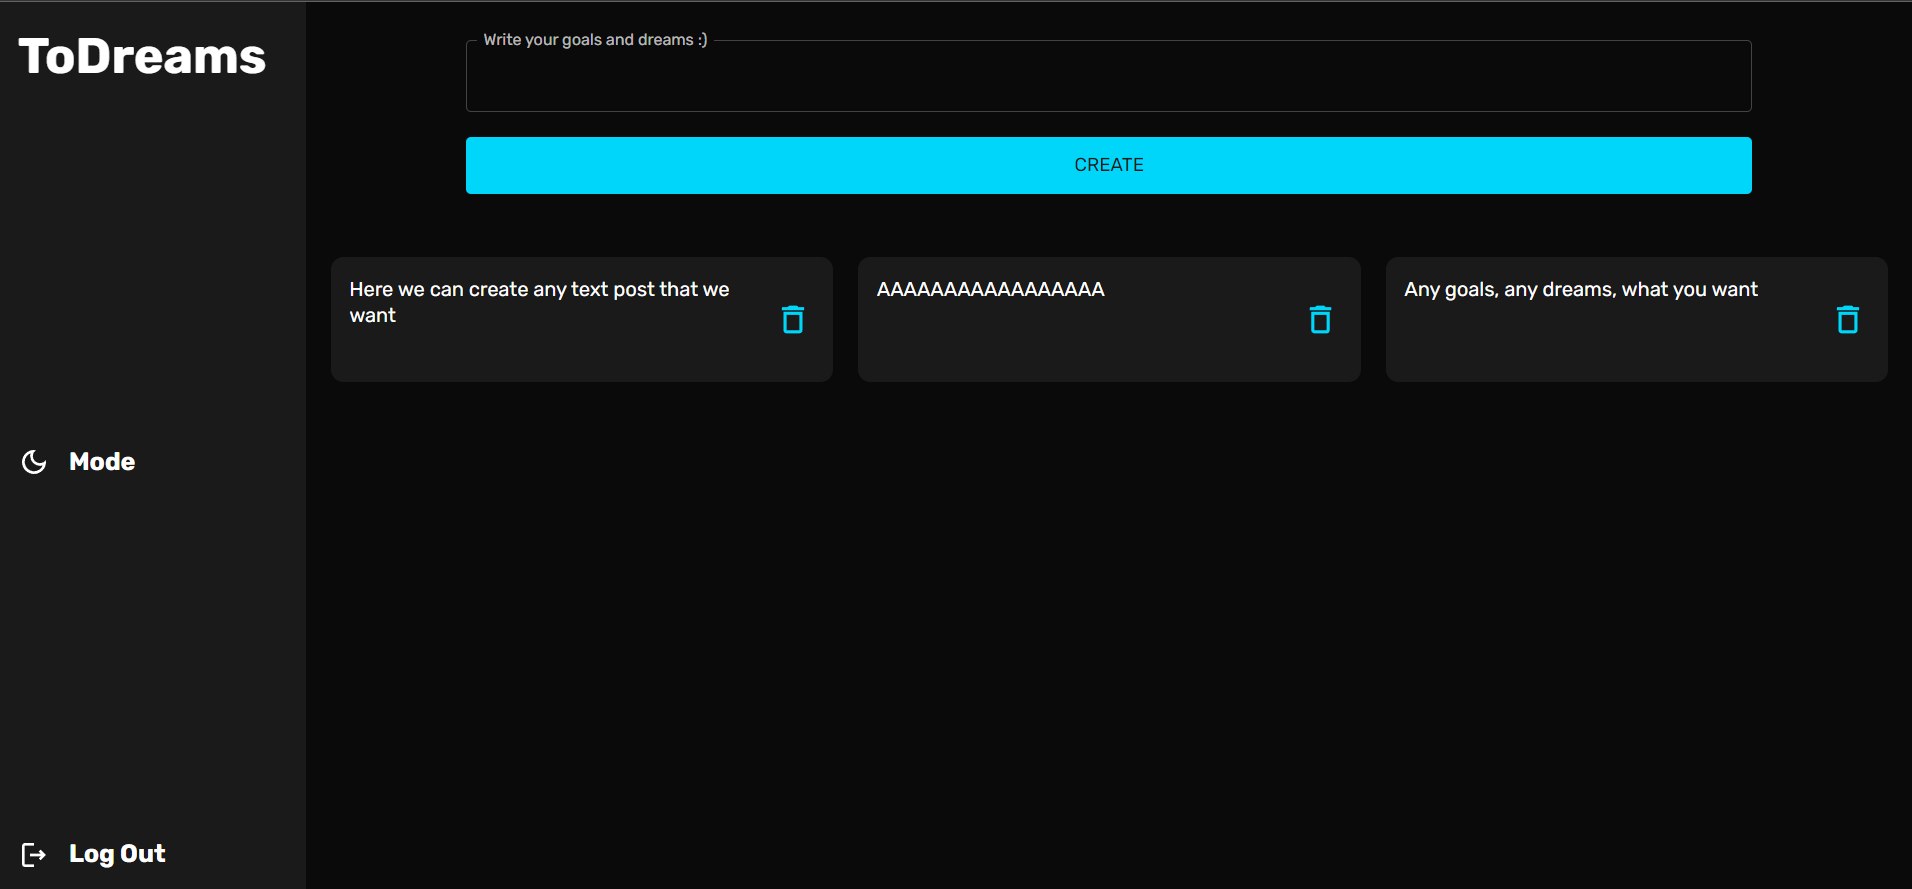 ToDreams
Mode
Log Out
Write your goals and dreams :)
CREATE
Here we can create any text post that we
want
AAAAAAAAAAAAAAAAA
Any goals, any dreams, what you want